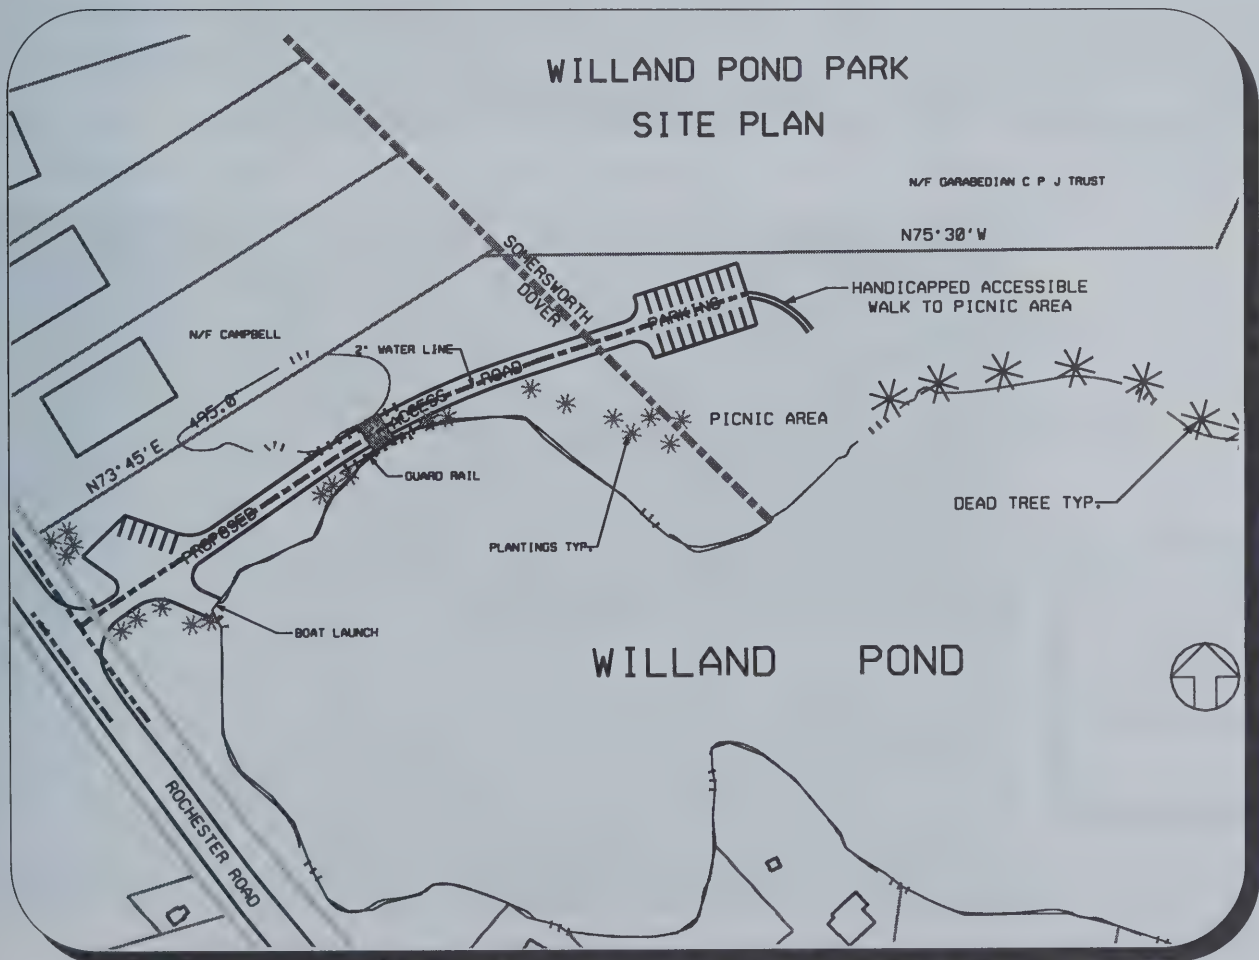 WILLAND POND PARK
SITE PLAN
N/F GARABEDIAN C P J TRUST
N75°30'W
SOMERSWORTH
DOVER
HANDICAPPED ACCESSIBLE
WALK TO PICNIC AREA
PARKING
N/F CAMPBELL
2" WATER LINE
ROAD
ACCESS
PROPOSED
495.0'
N73°45'E
PICNIC AREA
GUARD RAIL
DEAD TREE TYP.
PLANTINGS TYP.
BOAT LAUNCH
WILLAND POND
ROCHESTER ROAD